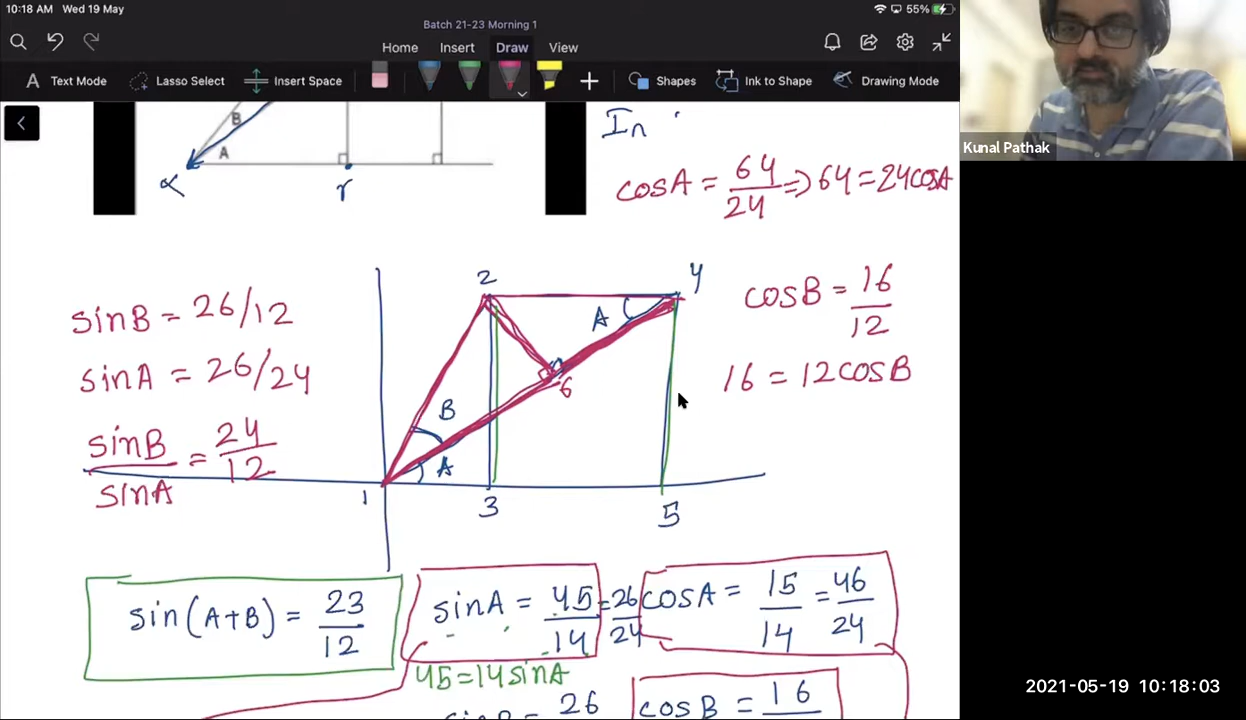 10:18 AM Wed 19 May
55%
Batch 21-23 Morning 1
Home Insert Draw View
A Text Mode Lasso Select Insert Space Shapes Ink to Shape Drawing Mode
Kunal Pathak
B
A
α
r
In
cosA = 64/24 => 64 = 24cosA
2
4
A
cosB = 16/12
16 = 12cosB
sinB = 26/12
sinA = 26/24
sinB/sinA = 24/12
6
B
A
1
3
5
sin(A+B) = 23/12
sinA = 45/14 = 26/24
cosA = 15/14 = 46/24
45=14sinA
26
cosB = 16
2021-05-19 10:18:03